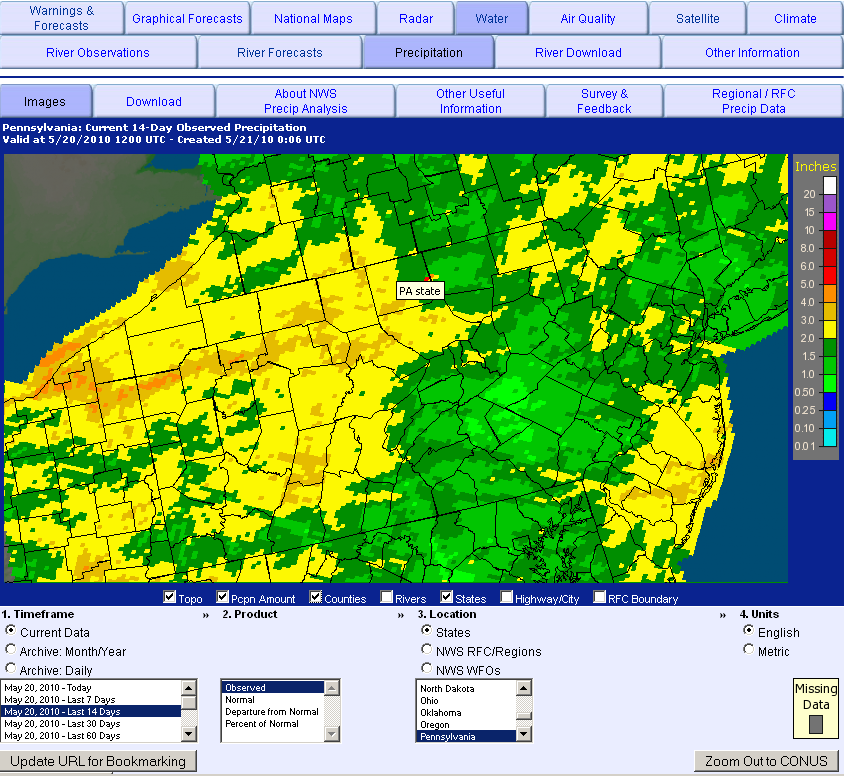 Warnings &
Forecasts
Graphical Forecasts
National Maps
Radar
Water
Air Quality
Satellite
Climate
River Observations
River Forecasts
Precipitation
River Download
Other Information
Images
Download
About NWS
Precip Analysis
Other Useful
Information
Survey &
Feedback
Regional / RFC
Precip Data
Pennsylvania: Current 14-Day Observed Precipitation
Valid at 5/20/2010 1200 UTC - Created 5/21/10 0:06 UTC
Inches
20
15
10
8.0
6.0
5.0
4.0
3.0
2.0
1.5
1.0
0.50
0.25
0.10
0.01
PA state
Topo
Pcpn Amount
Counties
Rivers
States
Highway/City
RFC Boundary
1. Timeframe »
Current Data
Archive: Month/Year
Archive: Daily
May 20, 2010 - Today
May 20, 2010 - Last 7 Days
May 20, 2010 - Last 14 Days
May 20, 2010 - Last 30 Days
May 20, 2010 - Last 60 Days
2. Product »
Observed
Normal
Departure from Normal
Percent of Normal
3. Location »
States
NWS RFC/Regions
NWS WFOs
North Dakota
Ohio
Oklahoma
Oregon
Pennsylvania
4. Units
English
Metric
Missing
Data
Update URL for Bookmarking
Zoom Out to CONUS